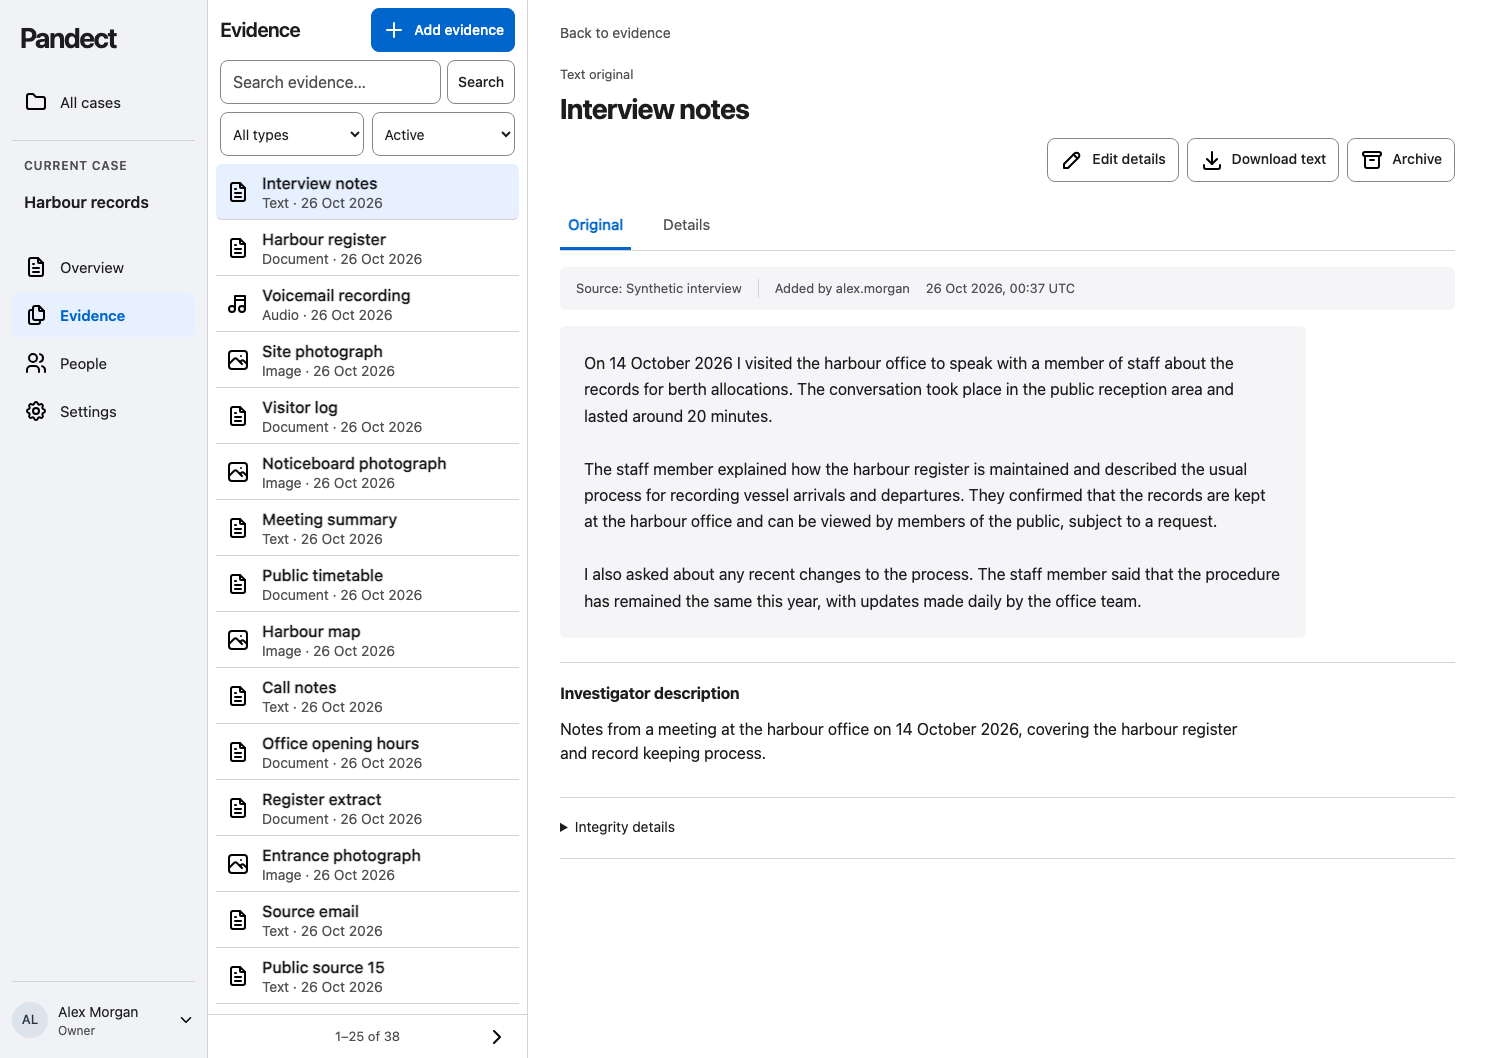 Pandect
All cases
CURRENT CASE
Harbour records
Overview
Evidence
People
Settings
AL
Alex Morgan
Owner
Evidence
Add evidence
Search evidence...
Search
All types
Active
Interview notes
Text · 26 Oct 2026
Harbour register
Document · 26 Oct 2026
Voicemail recording
Audio · 26 Oct 2026
Site photograph
Image · 26 Oct 2026
Visitor log
Document · 26 Oct 2026
Noticeboard photograph
Image · 26 Oct 2026
Meeting summary
Text · 26 Oct 2026
Public timetable
Document · 26 Oct 2026
Harbour map
Image · 26 Oct 2026
Call notes
Text · 26 Oct 2026
Office opening hours
Document · 26 Oct 2026
Register extract
Document · 26 Oct 2026
Entrance photograph
Image · 26 Oct 2026
Source email
Text · 26 Oct 2026
Public source 15
Text · 26 Oct 2026
1–25 of 38
Back to evidence
Text original
Interview notes
Edit details
Download text
Archive
Original
Details
Source: Synthetic interview
Added by alex.morgan
26 Oct 2026, 00:37 UTC
On 14 October 2026 I visited the harbour office to speak with a member of staff about the
records for berth allocations. The conversation took place in the public reception area and
lasted around 20 minutes.
The staff member explained how the harbour register is maintained and described the usual
process for recording vessel arrivals and departures. They confirmed that the records are kept
at the harbour office and can be viewed by members of the public, subject to a request.
I also asked about any recent changes to the process. The staff member said that the procedure
has remained the same this year, with updates made daily by the office team.
Investigator description
Notes from a meeting at the harbour office on 14 October 2026, covering the harbour register
and record keeping process.
Integrity details